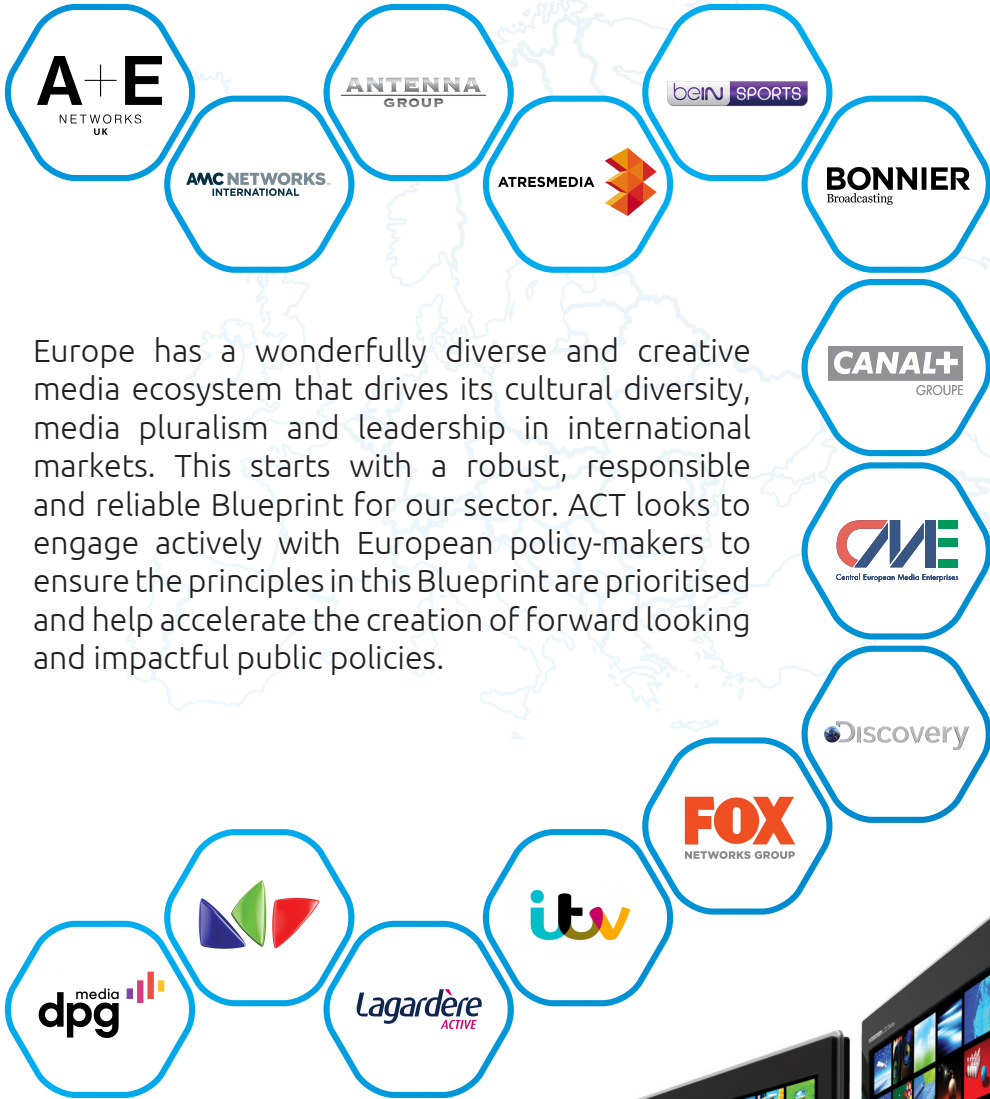 A+E
NETWORKS
UK
ANTENNA
GROUP
beIN SPORTS
AMC NETWORKS
INTERNATIONAL
ATRESMEDIA
BONNIER
Broadcasting
Europe has a wonderfully diverse and creative
media ecosystem that drives its cultural diversity,
media pluralism and leadership in international
markets. This starts with a robust, responsible
and reliable Blueprint for our sector. ACT looks to
engage actively with European policy-makers to
ensure the principles in this Blueprint are prioritised
and help accelerate the creation of forward looking
and impactful public policies.
CANAL+
GROUPE
CME
Central European Media Enterprises
Discovery
FOX
NETWORKS GROUP
itv
media
dpg
Lagardère
ACTIVE